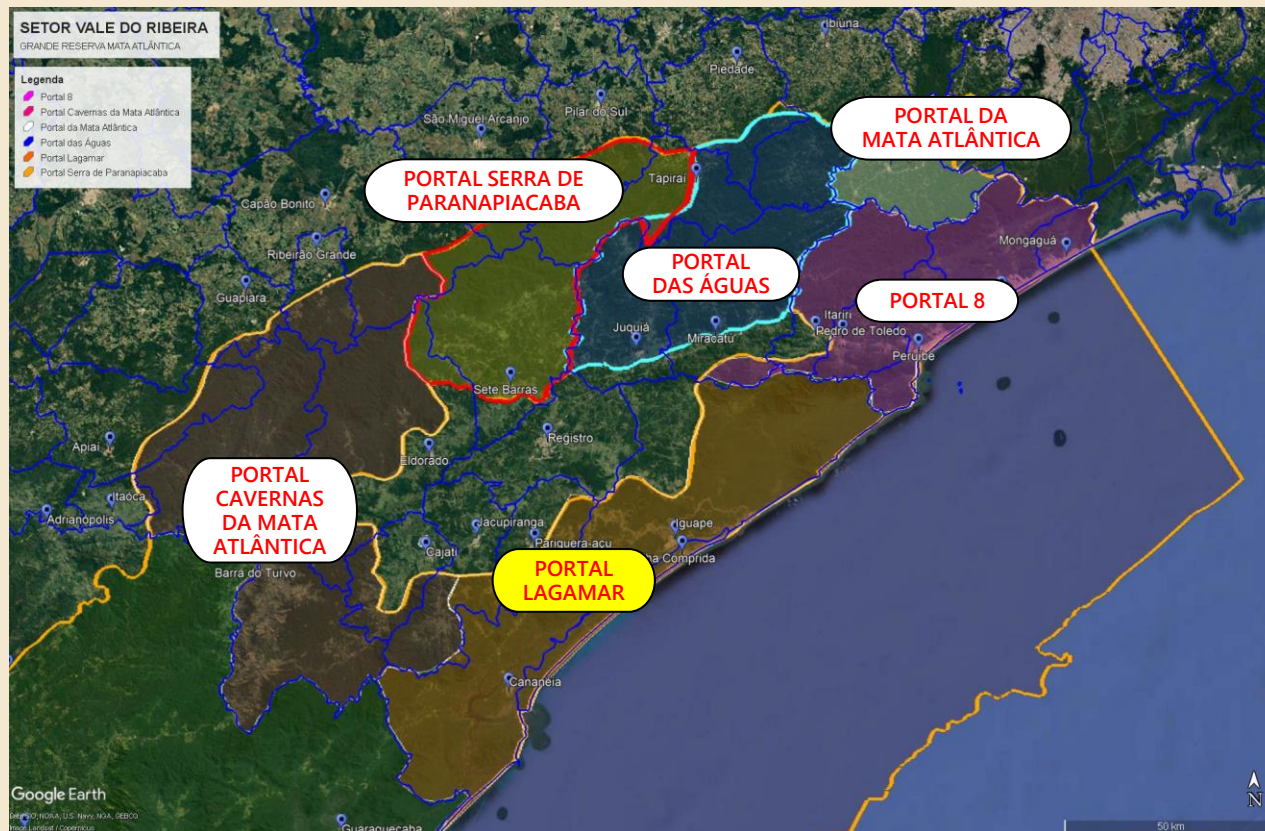 SETOR VALE DO RIBEIRA
GRANDE RESERVA MATA ATLÂNTICA
Legenda
Portal 8
Portal Cavernas da Mata Atlântica
Portal da Mata Atlântica
Portal das Águas
Portal Lagamar
Portal Serra de Paranapiacaba
Ibiuna
Piedade
Pilar do Sul
São Miguel Arcanjo
PORTAL DA
MATA ATLÂNTICA
PORTAL SERRA DE
PARANAPIACABA
Tapirai
Capão Bonito
Ribeirão Grande
Mongaguá
PORTAL
DAS ÁGUAS
Guapiara
PORTAL 8
Itariri
Pedro de Toledo
Juquiá
Miracatu
Peruíbe
Sete Barras
Registro
Apiaí
Eldorado
PORTAL
CAVERNAS
DA MATA
ATLÂNTICA
Itaóca
Adrianópolis
Jacupiranga
Iguape
Pariquera-açu
Cajati
Comprida
PORTAL
LAGAMAR
Barra do Turvo
Cananéia
Google Earth
Guaraqueçaba
N
50 km